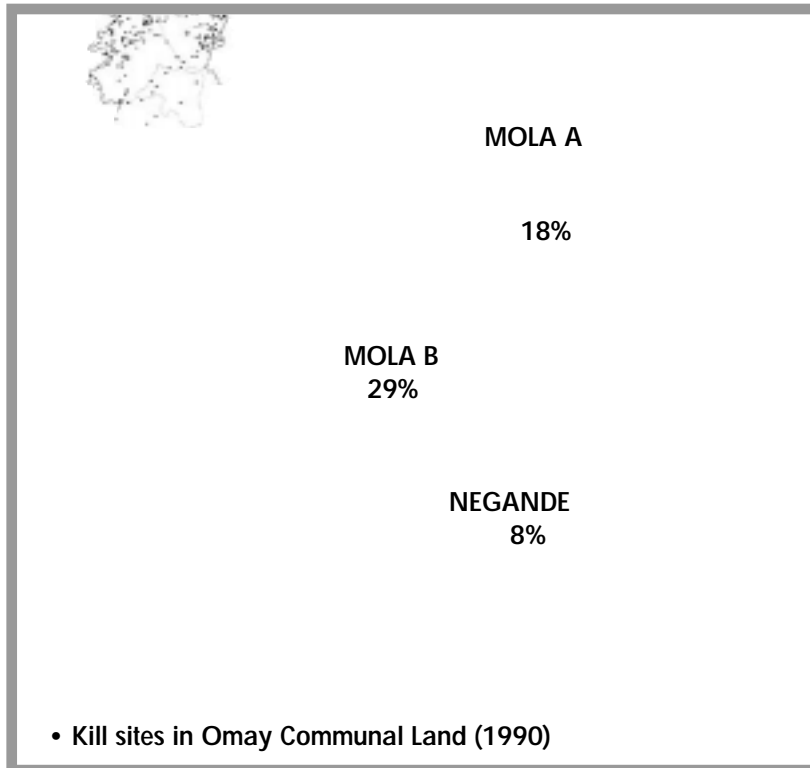 MOLA A
18%
MOLA B
29%
NEGANDE
8%
• Kill sites in Omay Communal Land (1990)